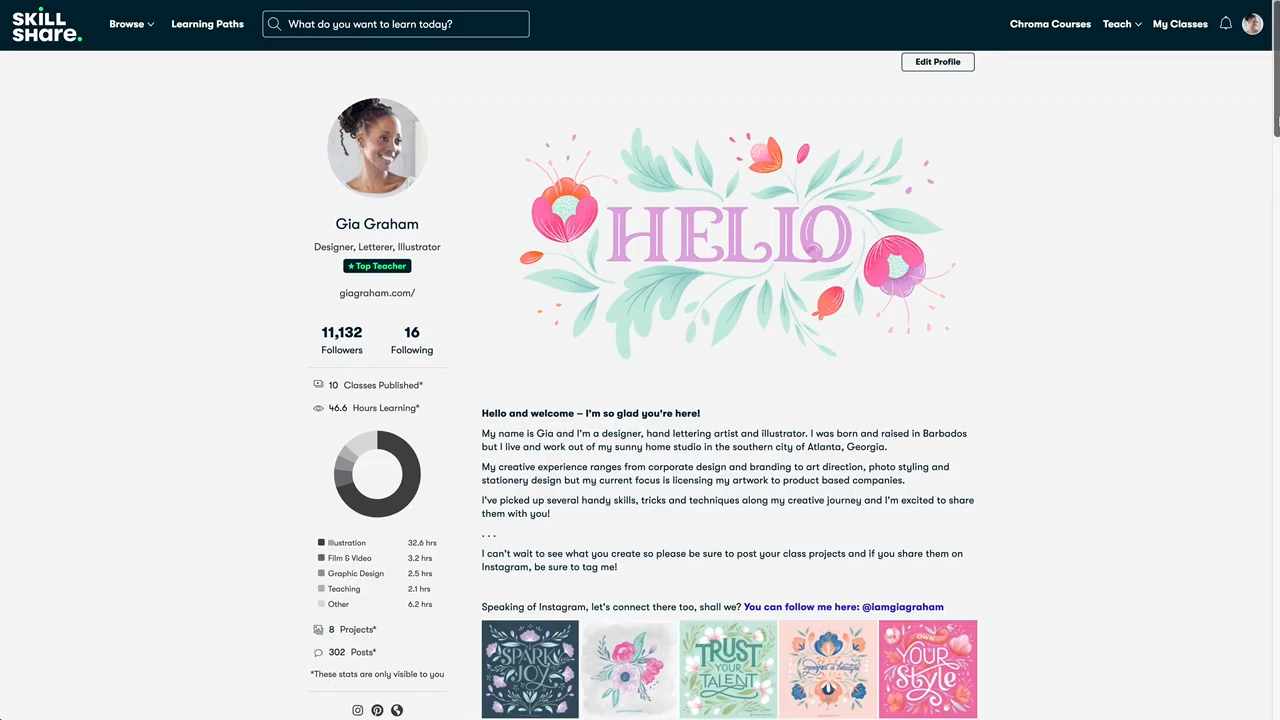 SKILL SHARE.
Browse
Learning Paths
What do you want to learn today?
Chroma Courses
Teach
My Classes
Edit Profile
Gia Graham
Designer, Letterer, Illustrator
★ Top Teacher
giagraham.com/
11,132 16
Followers Following
10 Classes Published*
46.6 Hours Learning*
Illustration 32.6 hrs
Film & Video 3.2 hrs
Graphic Design 2.5 hrs
Teaching 2.1 hrs
Other 6.2 hrs
8 Projects*
302 Posts*
*These stats are only visible to you
HELLO
Hello and welcome – I'm so glad you're here!
My name is Gia and I'm a designer, hand lettering artist and illustrator. I was born and raised in Barbados
but I live and work out of my sunny home studio in the southern city of Atlanta, Georgia.
My creative experience ranges from corporate design and branding to art direction, photo styling and
stationery design but my current focus is licensing my artwork to product based companies.
I've picked up several handy skills, tricks and techniques along my creative journey and I'm excited to share
them with you!
. . .
I can't wait to see what you create so please be sure to post your class projects and if you share them on
Instagram, be sure to tag me!
Speaking of Instagram, let's connect there too, shall we? You can follow me here: @iamgiagraham
SPARK
JOY
TRUST
YOUR
TALENT
imperfect is beautiful
OWN
YOUR
Style